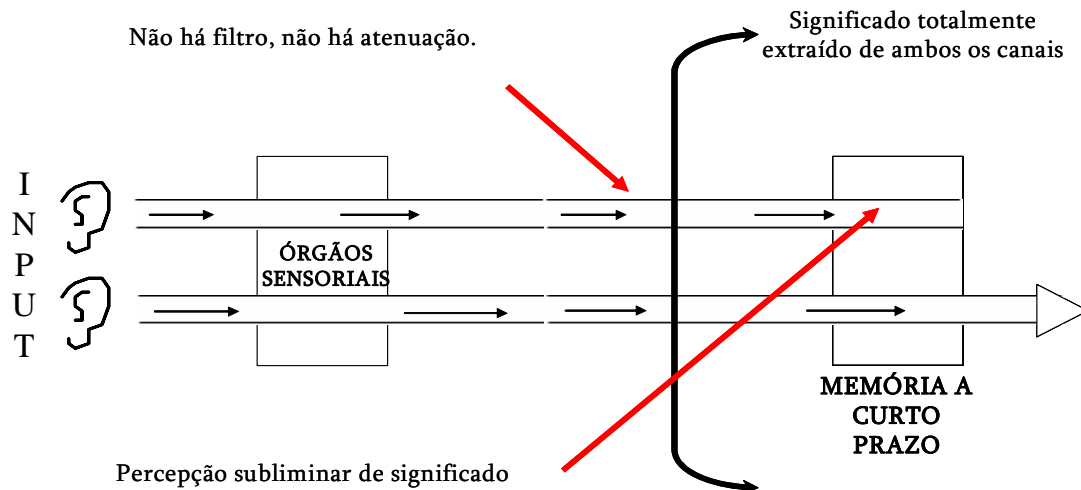 Não há filtro, não há atenuação.
Significado totalmente
extraído de ambos os canais
I
N
P
U
T
ÓRGÃOS
SENSORIAIS
MEMÓRIA A
CURTO
PRAZO
Percepção subliminar de significado